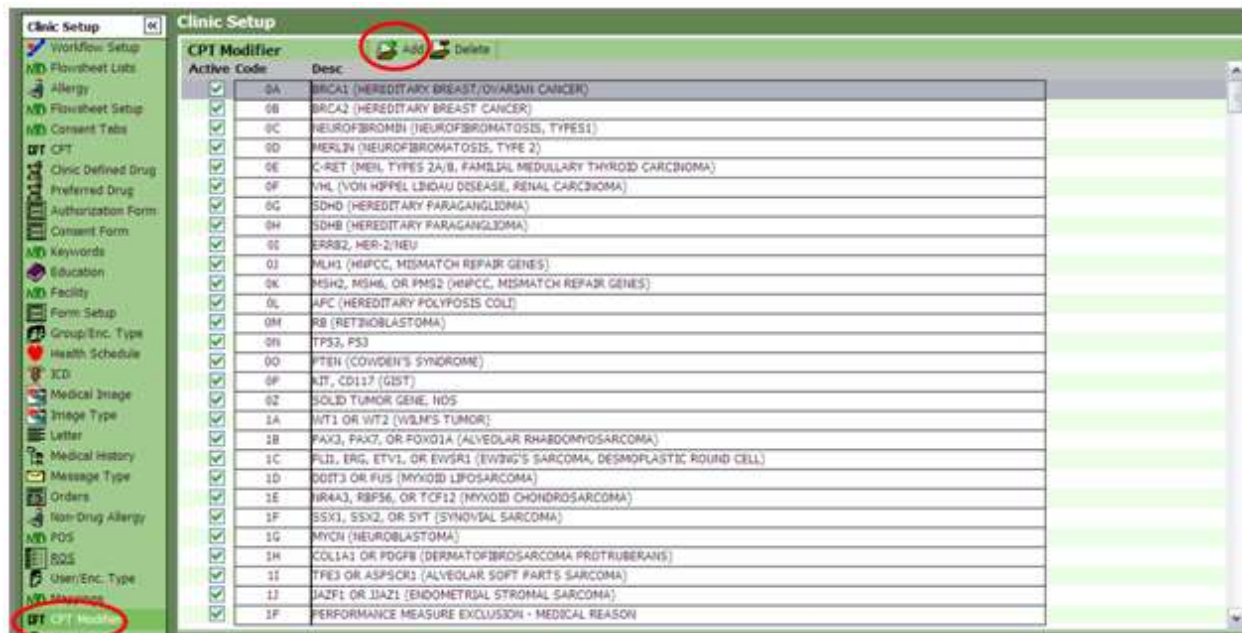 Clinic Setup
Workflow Setup
MD Flowsheet Lists
Allergy
MD Flowsheet Setup
MD Consent Tabs
CPT CPT
Clinic Defined Drug
Preferred Drug
Authorization Form
Consent Form
MD Keywords
Education
MD Facility
Form Setup
Group/Enc. Type
Health Schedule
ICD
Medical Image
Image Type
Letter
Medical History
Message Type
Orders
Non-Drug Allergy
MD POS
ROS
User/Enc. Type
MD Mappings
CPT CPT Modifier
Clinic Setup
CPT Modifier Add Delete
Active Code Desc
0A BRCA1 (HEREDITARY BREAST/OVARIAN CANCER)
0B BRCA2 (HEREDITARY BREAST CANCER)
0C NEUROFIBROMIN (NEUROFIBROMATOSIS, TYPES1)
0D MERLIN (NEUROFIBROMATOSIS, TYPE 2)
0E C-RET (MEN, TYPES 2A/B, FAMILIAL MEDULLARY THYROID CARCINOMA)
0F VHL (VON HIPPEL LINDAU DISEASE, RENAL CARCINOMA)
0G SDHD (HEREDITARY PARAGANGLIOMA)
0H SDHB (HEREDITARY PARAGANGLIOMA)
0I ERRB2, HER-2/NEU
0J MLH1 (HNPCC, MISMATCH REPAIR GENES)
0K MSH2, MSH6, OR PMS2 (HNPCC, MISMATCH REPAIR GENES)
0L APC (HEREDITARY POLYPOSIS COLI)
0M RB (RETINOBLASTOMA)
0N TP53, P53
0O PTEN (COWDEN'S SYNDROME)
0P KIT, CD117 (GIST)
0Z SOLID TUMOR GENE, NOS
1A WT1 OR WT2 (WILM'S TUMOR)
1B PAX3, PAX7, OR FOXO1A (ALVEOLAR RHABDOMYOSARCOMA)
1C FLI1, ERG, ETV1, OR EWSR1 (EWING'S SARCOMA, DESMOPLASTIC ROUND CELL)
1D DDIT3 OR FUS (MYXOID LIPOSARCOMA)
1E NR4A3, RBF56, OR TCF12 (MYXOID CHONDROSARCOMA)
1F SSX1, SSX2, OR SYT (SYNOVIAL SARCOMA)
1G MYCN (NEUROBLASTOMA)
1H COL1A1 OR PDGFB (DERMATOFIBROSARCOMA PROTRUBERANS)
1I TFE3 OR ASPSCR1 (ALVEOLAR SOFT PARTS SARCOMA)
1J JAZF1 OR JJAZ1 (ENDOMETRIAL STROMAL SARCOMA)
1P PERFORMANCE MEASURE EXCLUSION - MEDICAL REASON